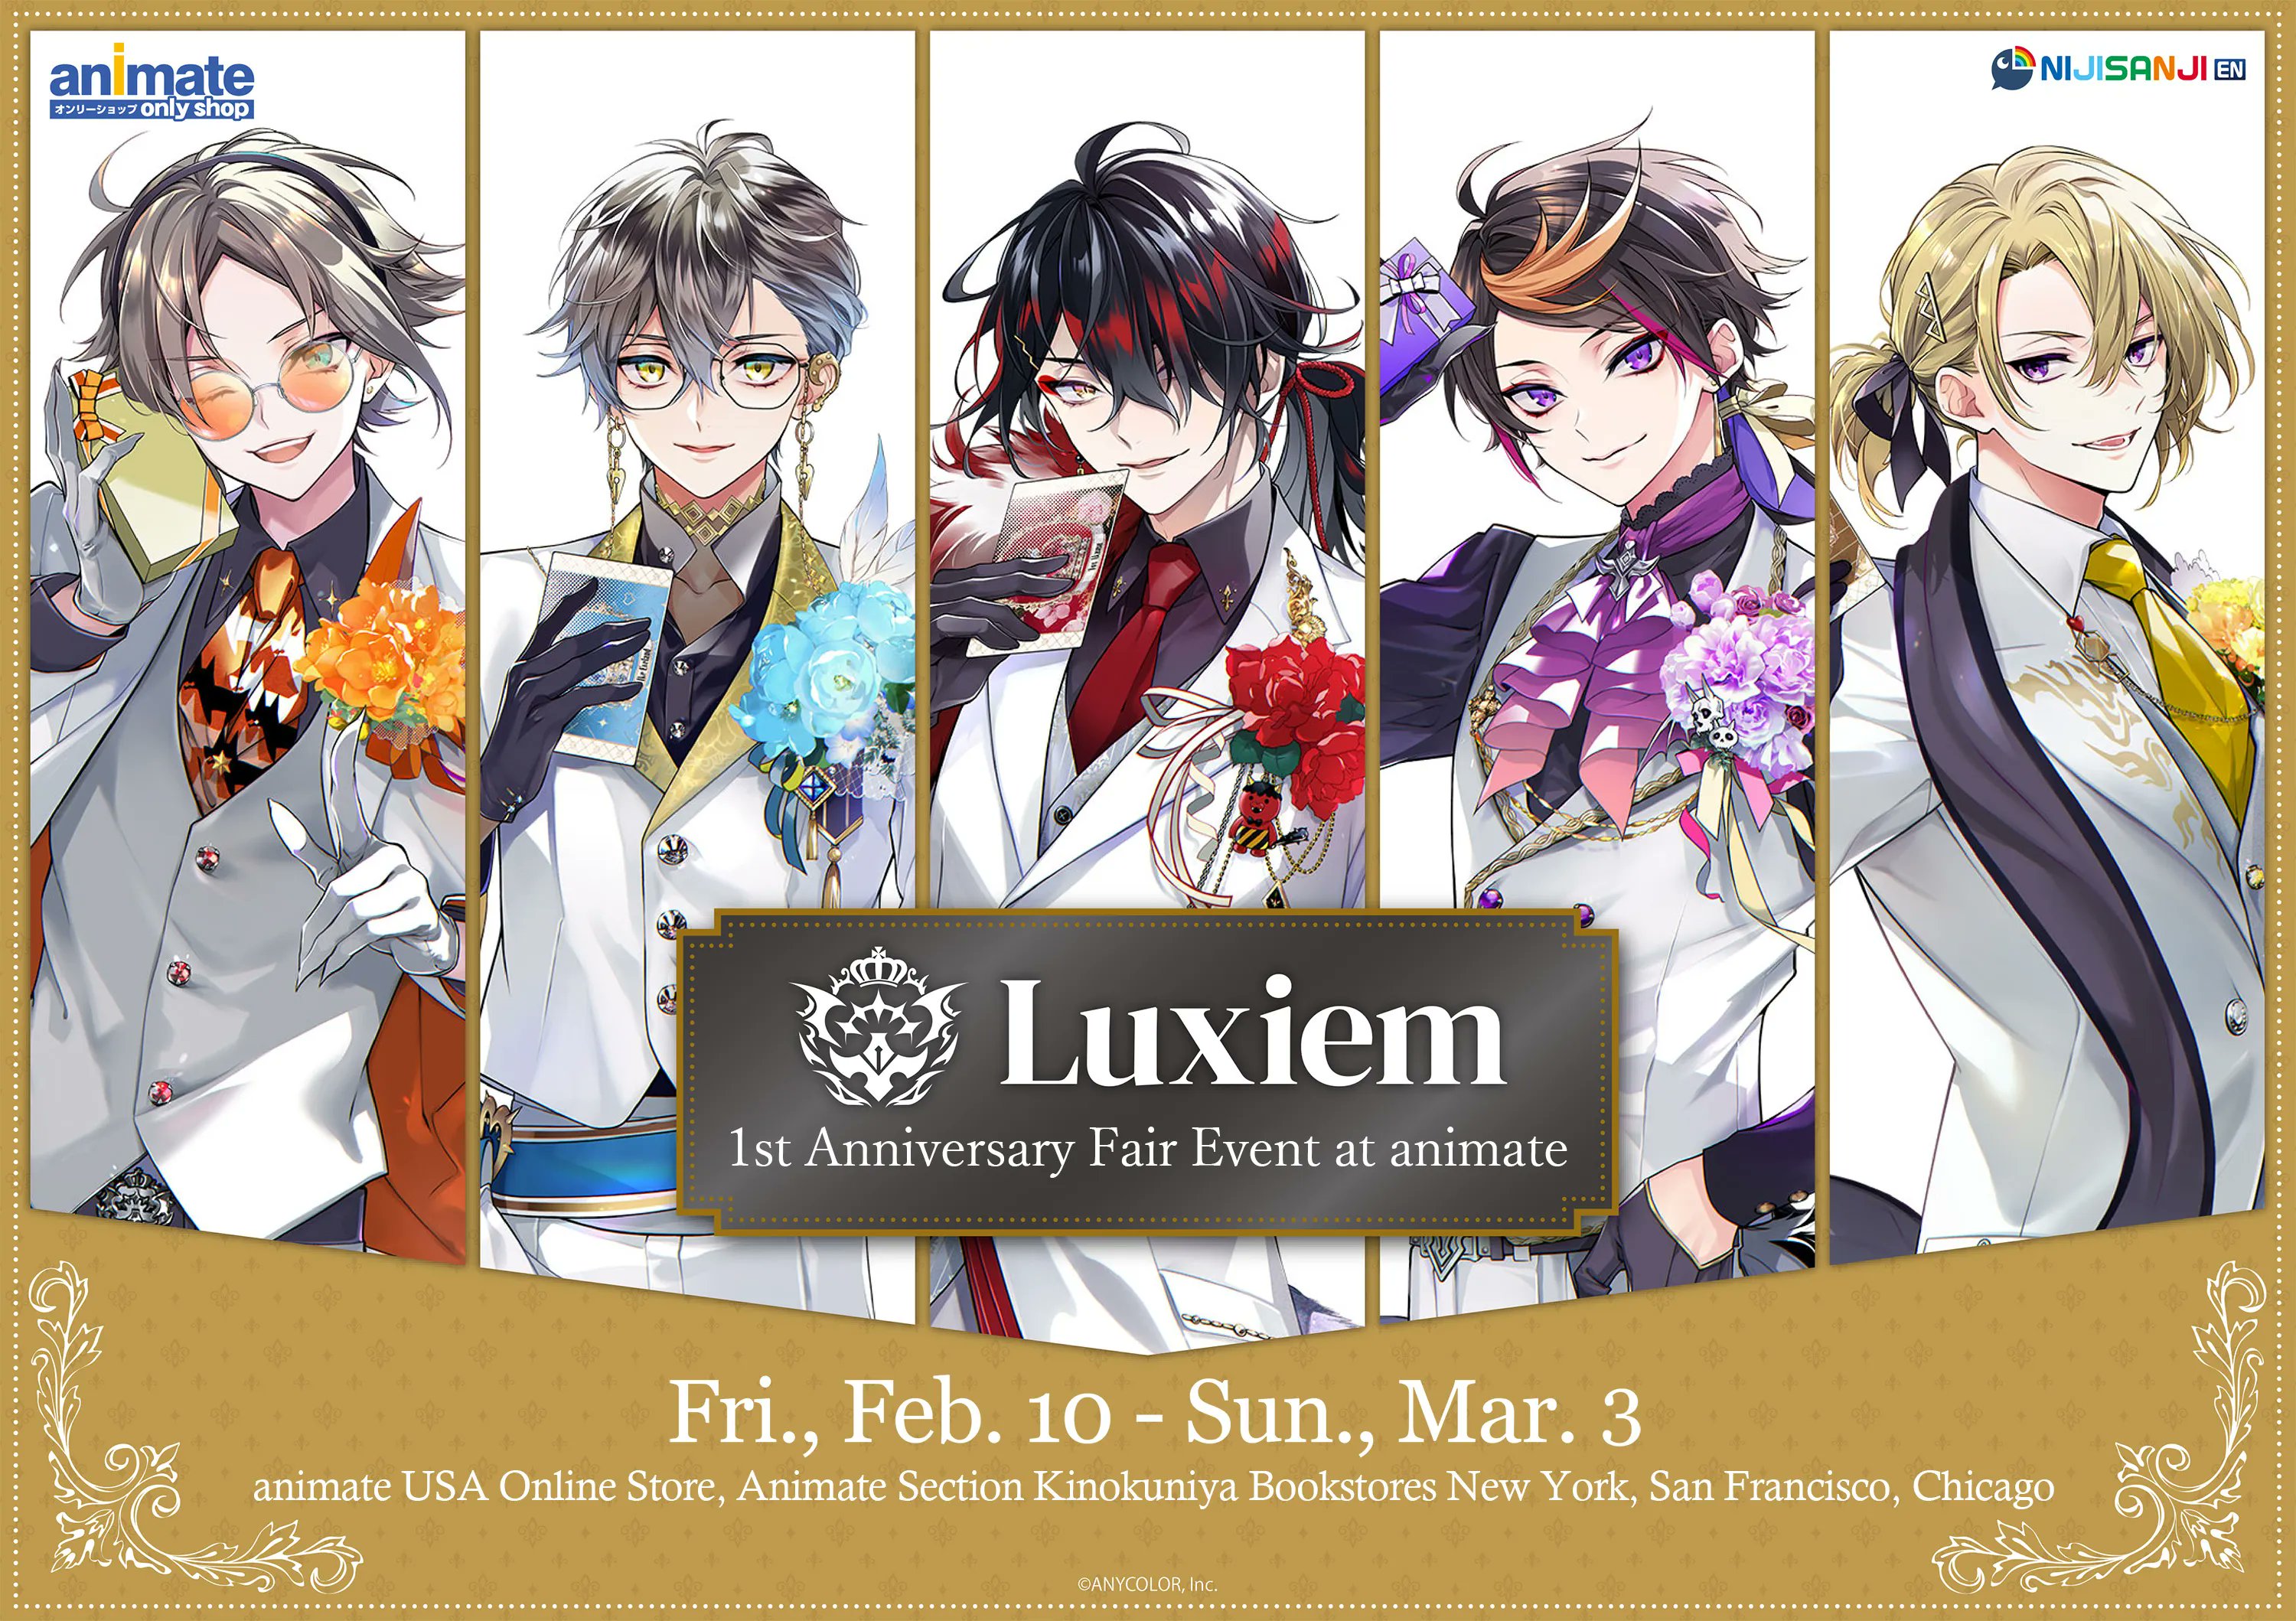 animate
オンリーショップ only shop
NIJISANJI EN
Luxiem
1st Anniversary Fair Event at animate
Fri., Feb. 10 - Sun., Mar. 3
animate USA Online Store, Animate Section Kinokuniya Bookstores New York, San Francisco, Chicago
©ANYCOLOR, Inc.